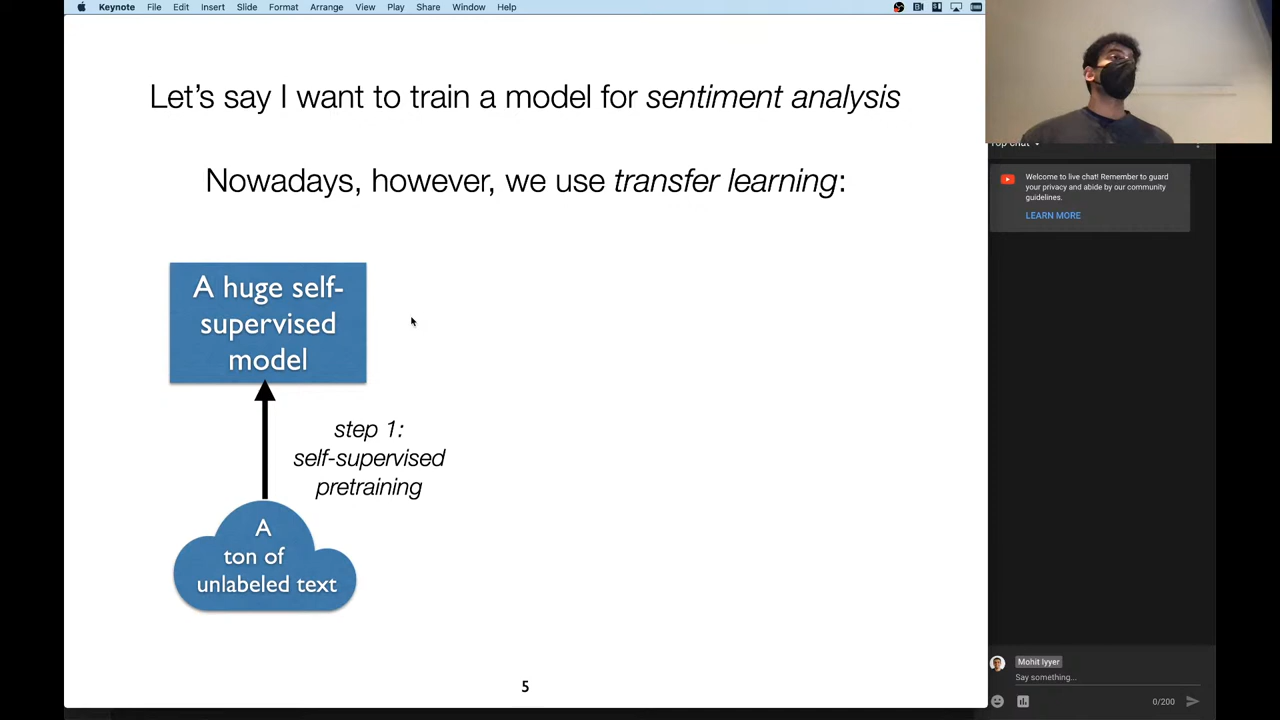 Keynote File Edit Insert Slide Format Arrange View Play Share Window Help
Let's say I want to train a model for sentiment analysis
Nowadays, however, we use transfer learning:
A huge self-
supervised
model
step 1:
self-supervised
pretraining
A
ton of
unlabeled text
5
Top chat
Welcome to live chat! Remember to guard
your privacy and abide by our community
guidelines.
LEARN MORE
Mohit Iyyer
Say something...
0/200